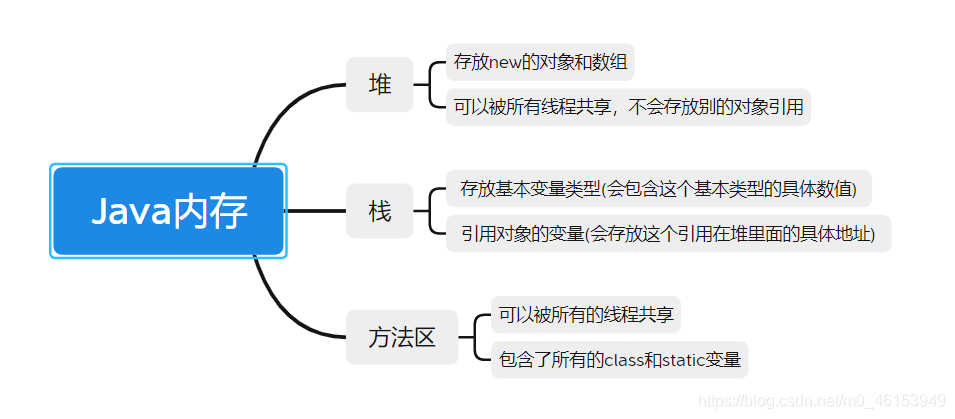 Java内存
堆
存放new的对象和数组
可以被所有线程共享，不会存放别的对象引用
栈
存放基本变量类型(会包含这个基本类型的具体数值)
引用对象的变量(会存放这个引用在堆里面的具体地址)
方法区
可以被所有的线程共享
包含了所有的class和static变量
https://blog.csdn.net/m0_46153949